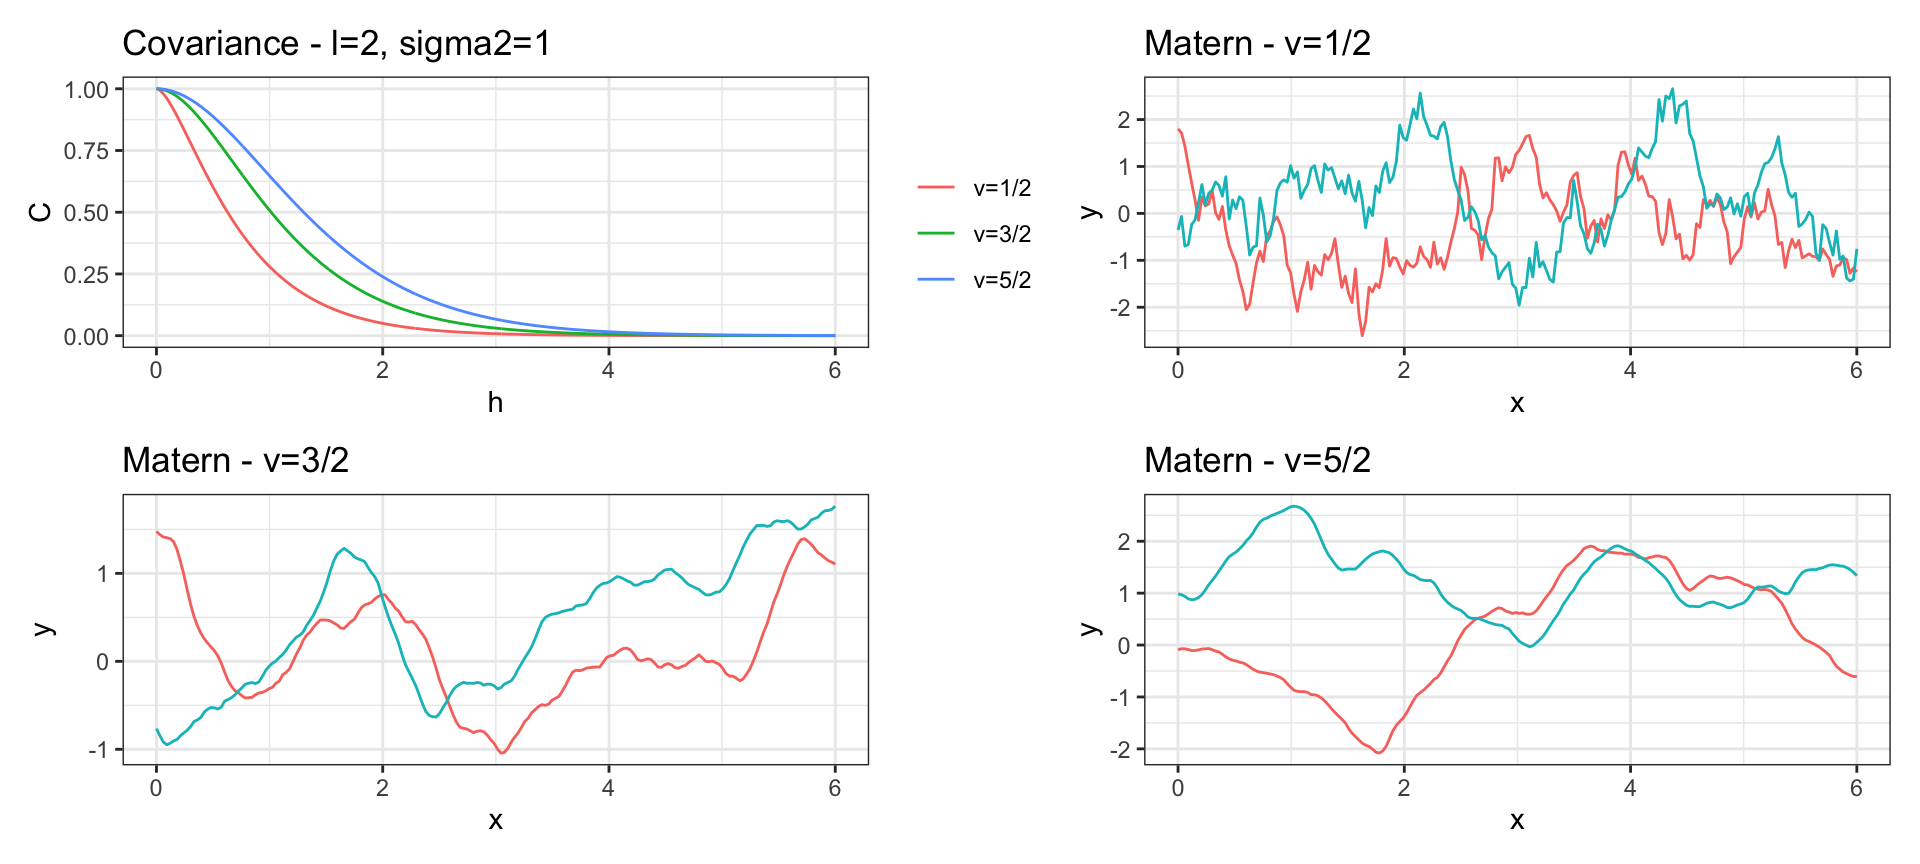 Covariance - l=2, sigma2=1
1.00
0.75
0.50
0.25
0.00
C
0 2 4 6
h
v=1/2
v=3/2
v=5/2
Matern - v=1/2
2
1
0
-1
-2
y
0 2 4 6
x
Matern - v=3/2
1
0
-1
y
0 2 4 6
x
Matern - v=5/2
2
1
0
-1
-2
y
0 2 4 6
x